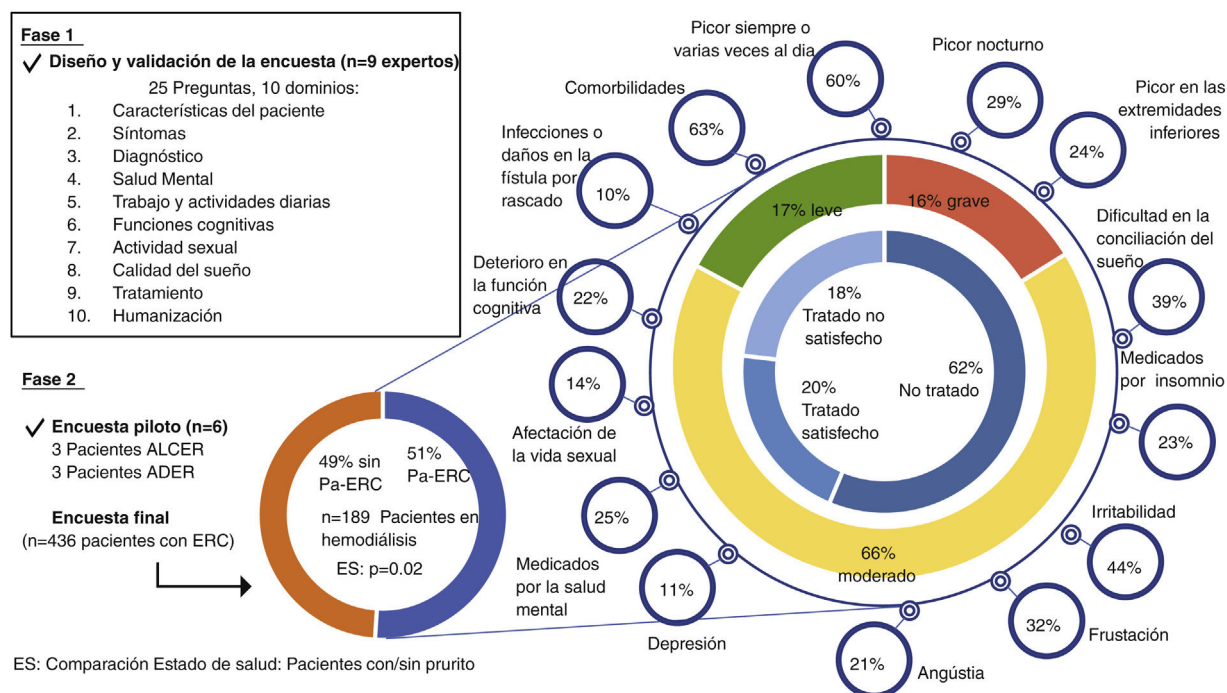 Fase 1
✓ Diseño y validación de la encuesta (n=9 expertos)
25 Preguntas, 10 dominios:
1. Características del paciente
2. Síntomas
3. Diagnóstico
4. Salud Mental
5. Trabajo y actividades diarias
6. Funciones cognitivas
7. Actividad sexual
8. Calidad del sueño
9. Tratamiento
10. Humanización
Fase 2
✓ Encuesta piloto (n=6)
3 Pacientes ALCER
3 Pacientes ADER
Encuesta final
(n=436 pacientes con ERC)
49% sin
Pa-ERC
51%
Pa-ERC
n=189 Pacientes en
hemodiálisis
ES: p=0.02
Picor siempre o
varias veces al dia
60%
Picor nocturno
29%
Picor en las
extremidades
inferiores
24%
Dificultad en la
conciliación del
sueño
39%
Medicados
por insomnio
23%
Irritabilidad
44%
Frustación
32%
Angústia
21%
Depresión
11%
Medicados
por la salud
mental
25%
Afectación de
la vida sexual
14%
Deterioro en
la función
cognitiva
22%
Infecciones o
daños en la
fístula por
rascado
10%
Comorbilidades
63%
17% leve
16% grave
66%
moderado
18%
Tratado no
satisfecho
20%
Tratado
satisfecho
62%
No tratado
ES: Comparación Estado de salud: Pacientes con/sin prurito